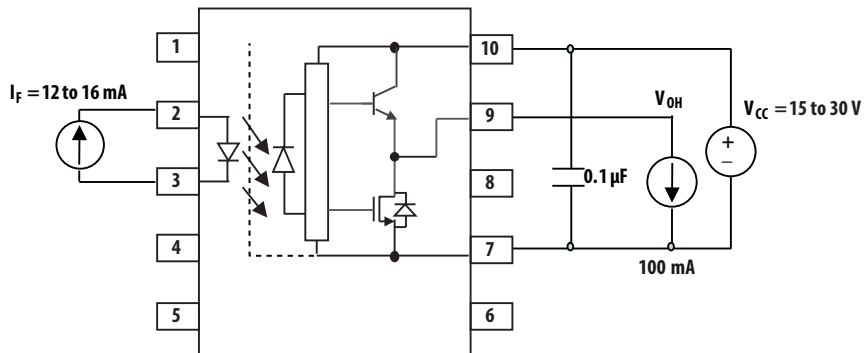 1
10
I_F = 12 to 16 mA
2
9
V_OH
V_CC = 15 to 30 V
+
–
3
8
0.1 µF
4
7
100 mA
5
6